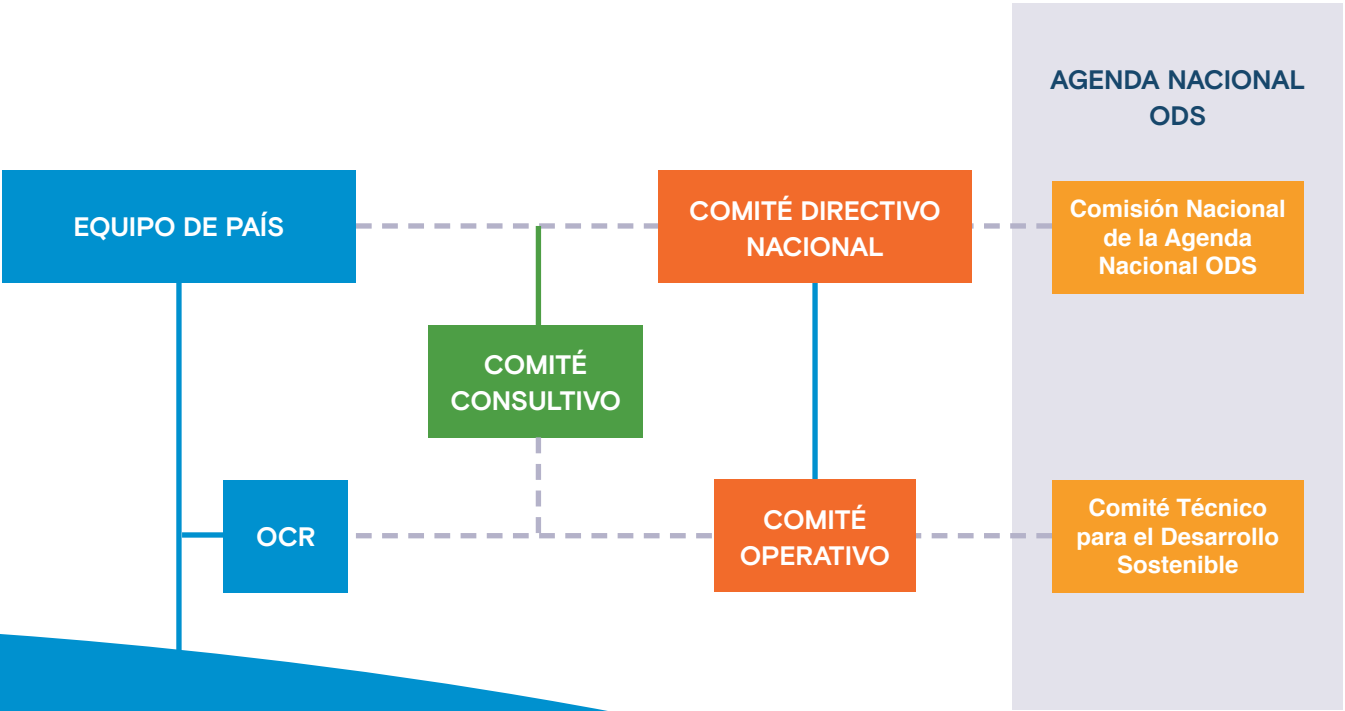 AGENDA NACIONAL
ODS
EQUIPO DE PAÍS
COMITÉ DIRECTIVO
NACIONAL
Comisión Nacional
de la Agenda
Nacional ODS
COMITÉ
CONSULTIVO
OCR
COMITÉ
OPERATIVO
Comité Técnico
para el Desarrollo
Sostenible